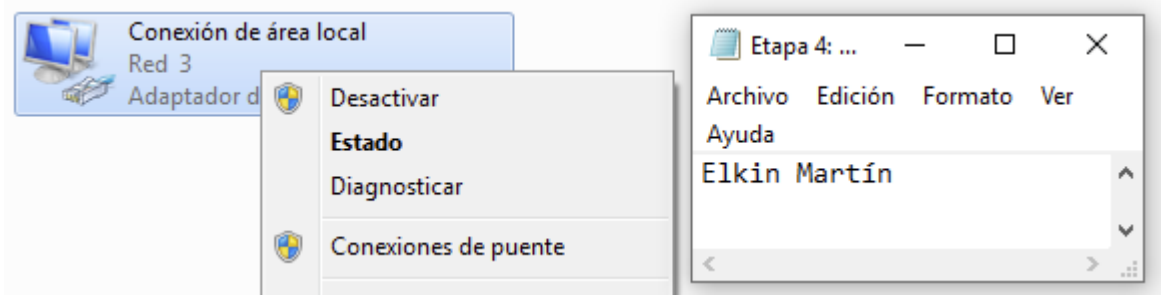 Conexión de área local
Red 3
Adaptador d
Desactivar
Estado
Diagnosticar
Conexiones de puente
Etapa 4: ...
Archivo Edición Formato Ver
Ayuda
Elkin Martín